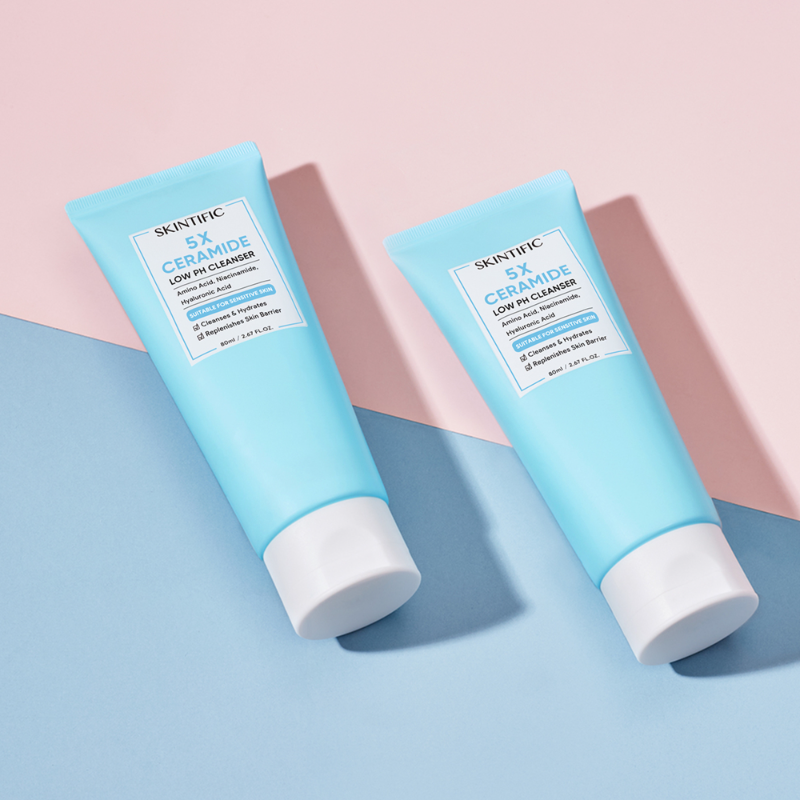 SKINTIFIC
5X
CERAMIDE
LOW PH CLEANSER
Amino Acid, Niacinamide,
Hyaluronic Acid
SUITABLE FOR SENSITIVE SKIN
Cleanses & Hydrates
Replenishes Skin Barrier
80ml / 2.67 FL.OZ.
SKINTIFIC
5X
CERAMIDE
LOW PH CLEANSER
Amino Acid, Niacinamide,
Hyaluronic Acid
SUITABLE FOR SENSITIVE SKIN
Cleanses & Hydrates
Replenishes Skin Barrier
80ml / 2.67 FL.OZ.